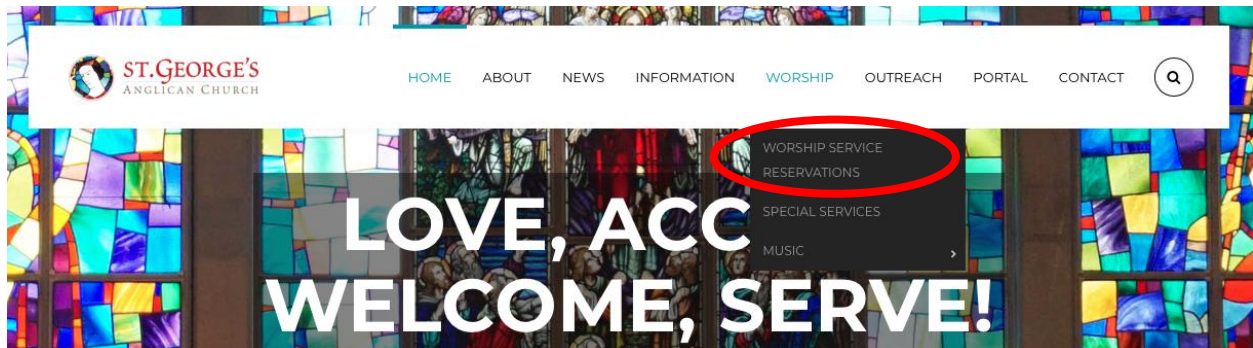 ST.GEORGE'S
ANGLICAN CHURCH
HOME ABOUT NEWS INFORMATION WORSHIP OUTREACH PORTAL CONTACT
WORSHIP SERVICE
RESERVATIONS
SPECIAL SERVICES
MUSIC
LOVE, ACC
WELCOME, SERVE!